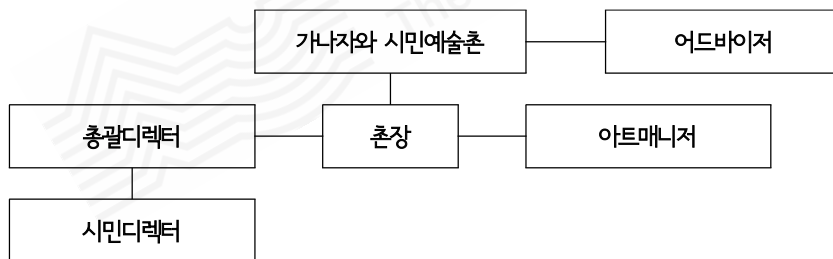 가나자와 시민예술촌
어드바이저
총괄디렉터
촌장
아트매니저
시민디렉터